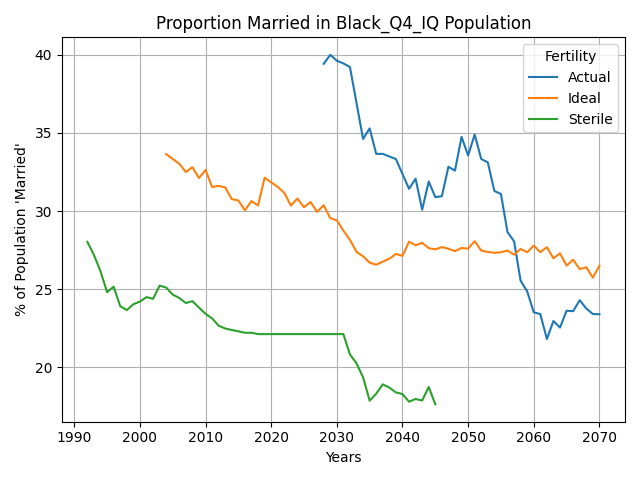 Proportion Married in Black_Q4_IQ Population
% of Population 'Married'
40
35
30
25
20
Fertility
Actual
Ideal
Sterile
1990 2000 2010 2020 2030 2040 2050 2060 2070
Years